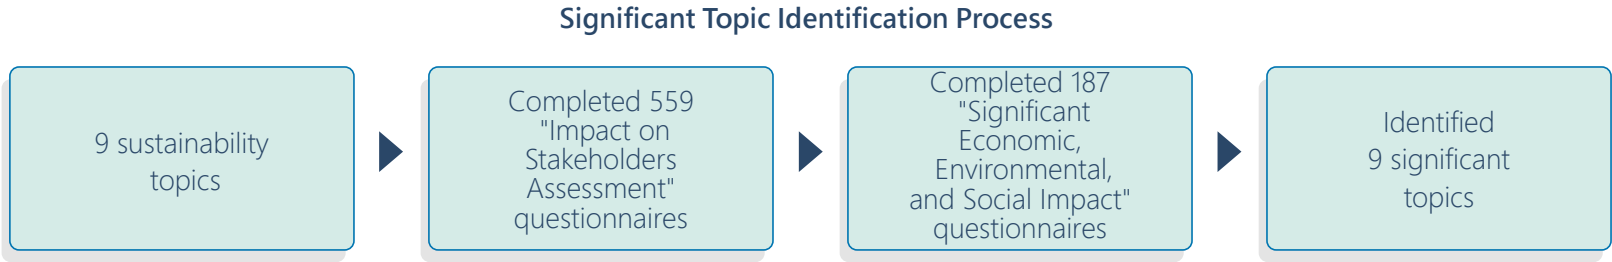 Significant Topic Identification Process
9 sustainability
topics
Completed 559
"Impact on
Stakeholders
Assessment"
questionnaires
Completed 187
"Significant
Economic,
Environmental,
and Social Impact"
questionnaires
Identified
9 significant
topics